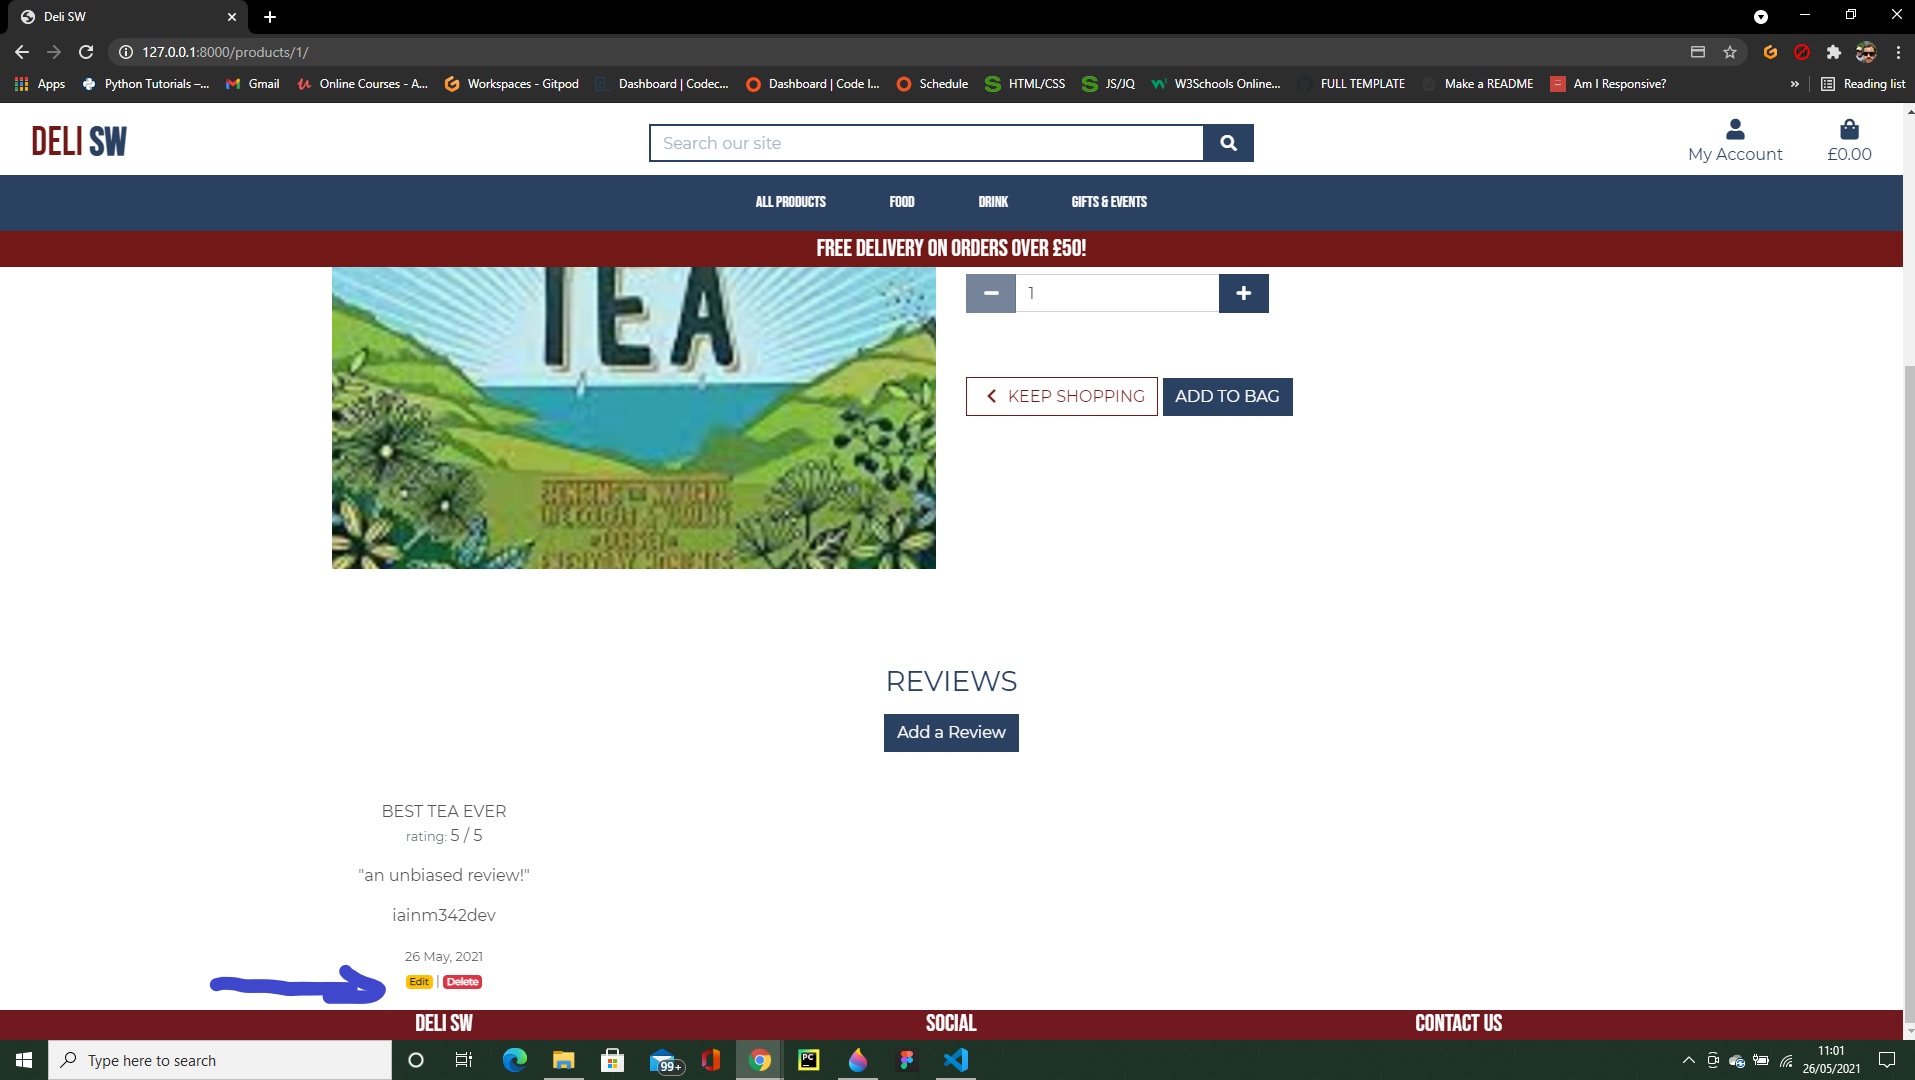 Deli SW
127.0.0.1:8000/products/1/
Apps
Python Tutorials –...
Gmail
Online Courses - A...
Workspaces - Gitpod
Dashboard | Codec...
Dashboard | Code I...
Schedule
HTML/CSS
JS/JQ
W3Schools Online...
FULL TEMPLATE
Make a README
Am I Responsive?
»
Reading list
DELI SW
Search our site
My Account
£0.00
ALL PRODUCTS
FOOD
DRINK
GIFTS & EVENTS
FREE DELIVERY ON ORDERS OVER £50!
TEA
1
KEEP SHOPPING
ADD TO BAG
REVIEWS
Add a Review
BEST TEA EVER
rating: 5 / 5
"an unbiased review!"
iainm342dev
26 May, 2021
Edit | Delete
DELI SW
SOCIAL
CONTACT US
Type here to search
99+
PC
11:01
26/05/2021